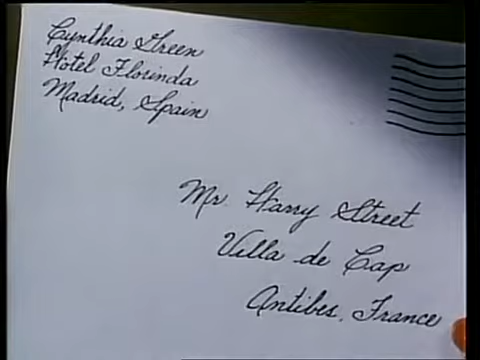 Cynthia Green
Hotel Florinda
Madrid, Spain
Mr. Harry Street
Villa de Cap
Antibes, France